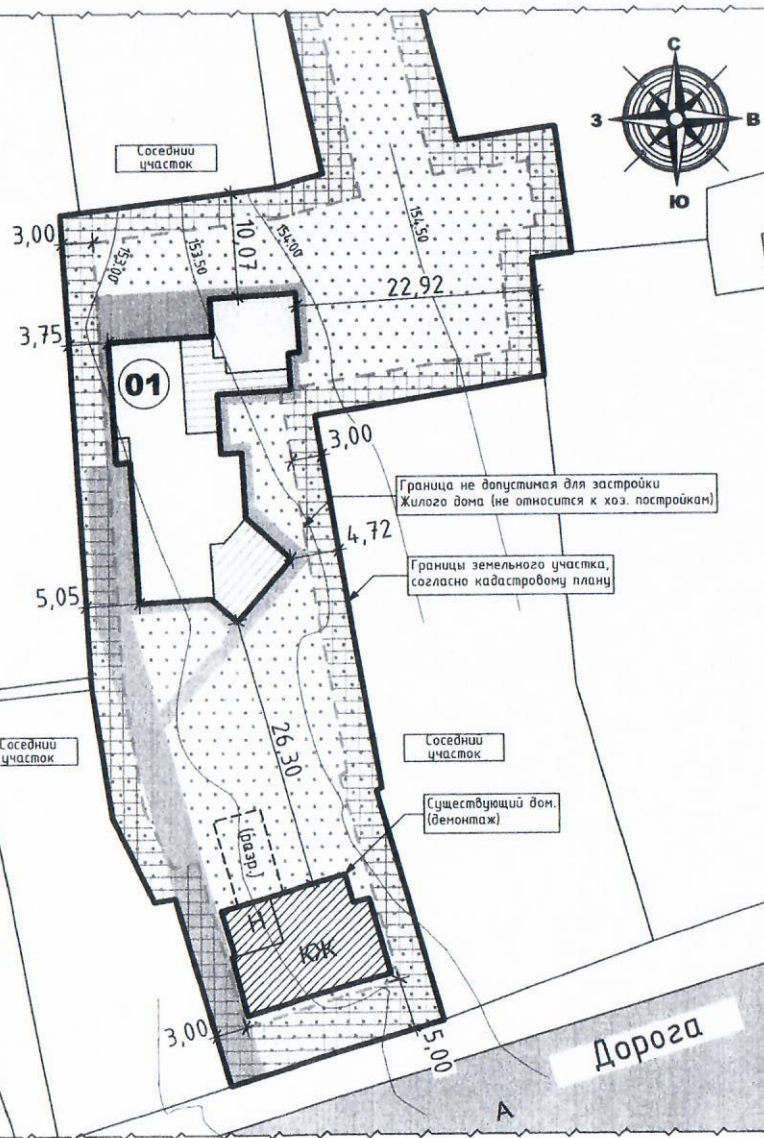 С
З
В
Ю
Соседний
участок
3,00
153.00
153.50
10,07
154.00
154.50
22,92
3,75
01
3,00
Граница не допустимая для застройки
Жилого дома (не относится к хоз. постройкам)
4,72
Границы земельного участка,
согласно кадастровому плану
5,05
26,30
Соседний
участок
Соседний
участок
Существующий дом.
(демонтаж)
(разр.)
Н
КЖ
3,00
5,00
Дорога
А